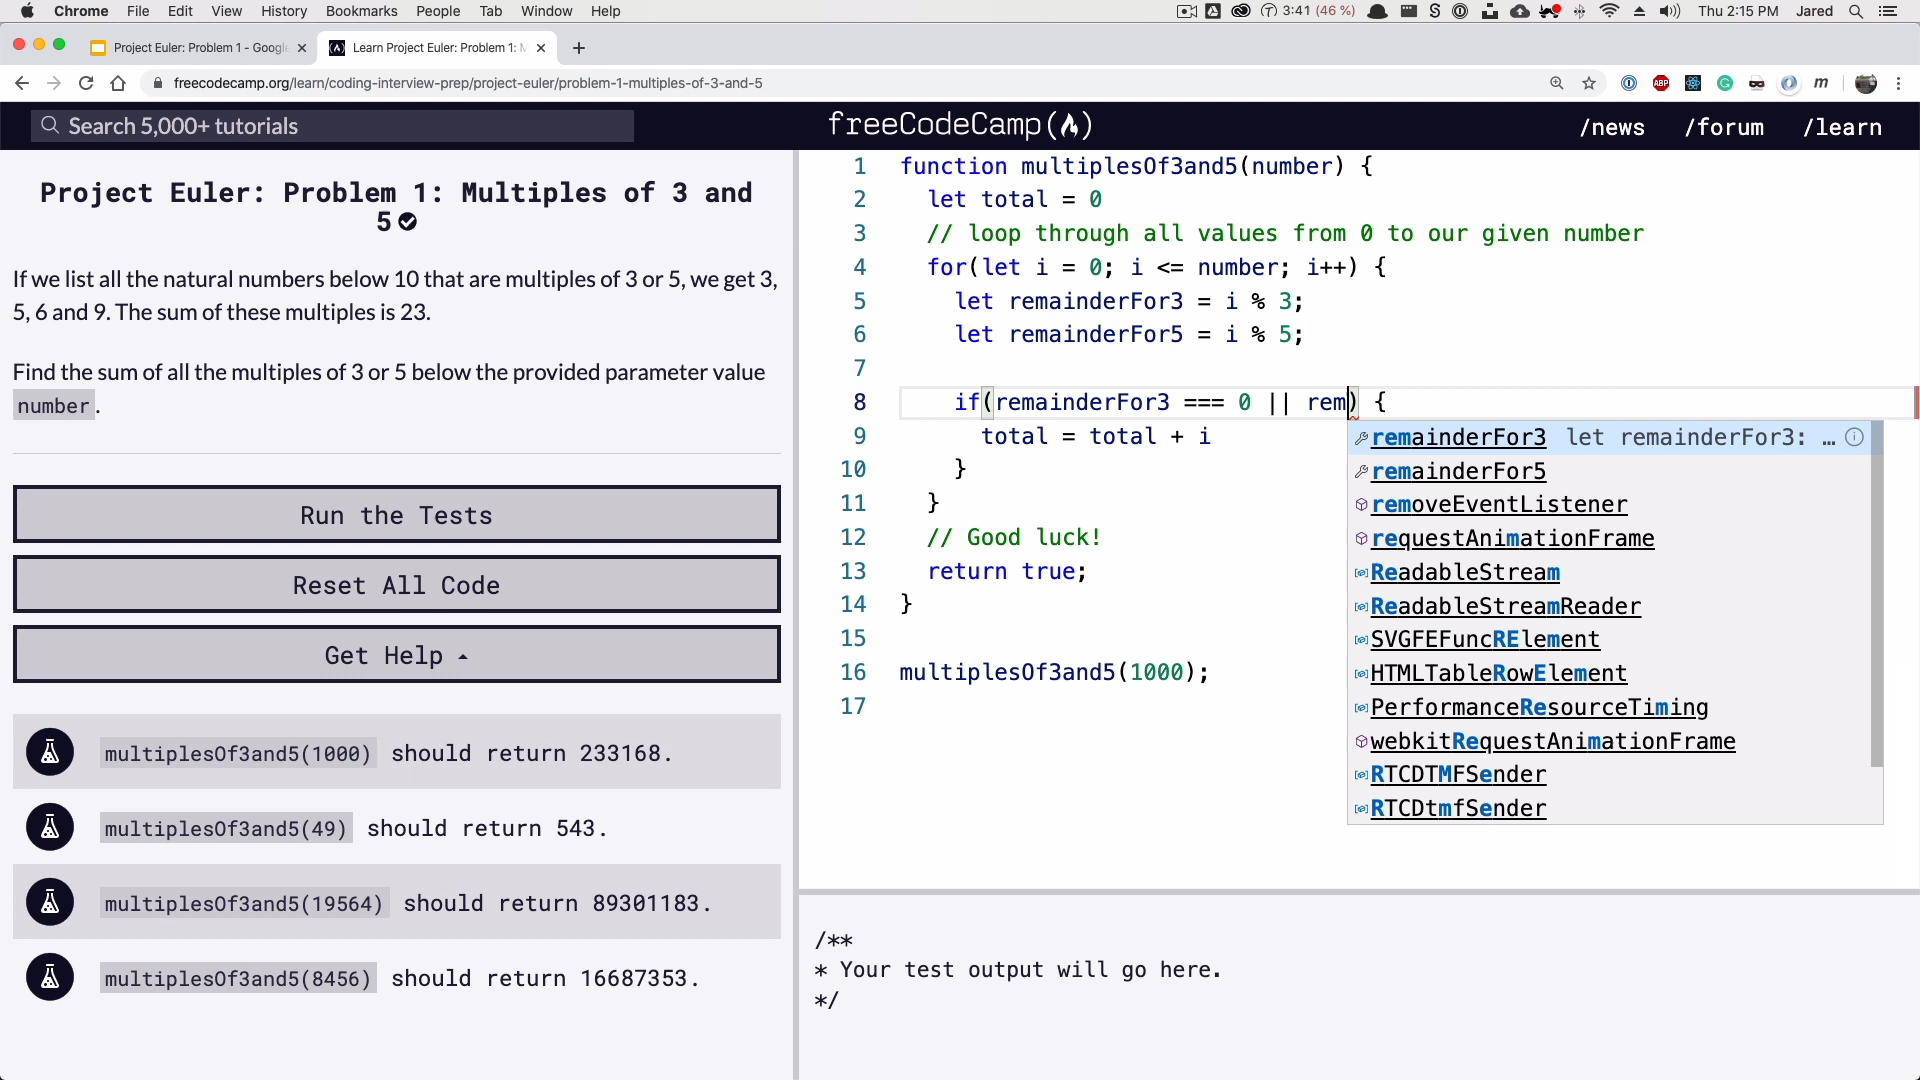 Chrome File Edit View History Bookmarks People Tab Window Help 3:41 (46 %) Thu 2:15 PM Jared
Project Euler: Problem 1 - Google
Learn Project Euler: Problem 1: M
freecodecamp.org/learn/coding-interview-prep/project-euler/problem-1-multiples-of-3-and-5
Search 5,000+ tutorials
freeCodeCamp
/news /forum /learn
Project Euler: Problem 1: Multiples of 3 and
5
If we list all the natural numbers below 10 that are multiples of 3 or 5, we get 3,
5, 6 and 9. The sum of these multiples is 23.
Find the sum of all the multiples of 3 or 5 below the provided parameter value
number.
Run the Tests
Reset All Code
Get Help
multiplesOf3and5(1000) should return 233168.
multiplesOf3and5(49) should return 543.
multiplesOf3and5(19564) should return 89301183.
multiplesOf3and5(8456) should return 16687353.
1 function multiplesOf3and5(number) {
2 let total = 0
3 // loop through all values from 0 to our given number
4 for(let i = 0; i <= number; i++) {
5 let remainderFor3 = i % 3;
6 let remainderFor5 = i % 5;
7
8 if(remainderFor3 === 0 || rem) {
9 total = total + i
10 }
11 }
12 // Good luck!
13 return true;
14 }
15
16 multiplesOf3and5(1000);
17
remainderFor3 let remainderFor3: …
remainderFor5
removeEventListener
requestAnimationFrame
ReadableStream
ReadableStreamReader
SVGFEFuncRElement
HTMLTableRowElement
PerformanceResourceTiming
webkitRequestAnimationFrame
RTCDTMFSender
RTCDtmfSender
/**
* Your test output will go here.
*/